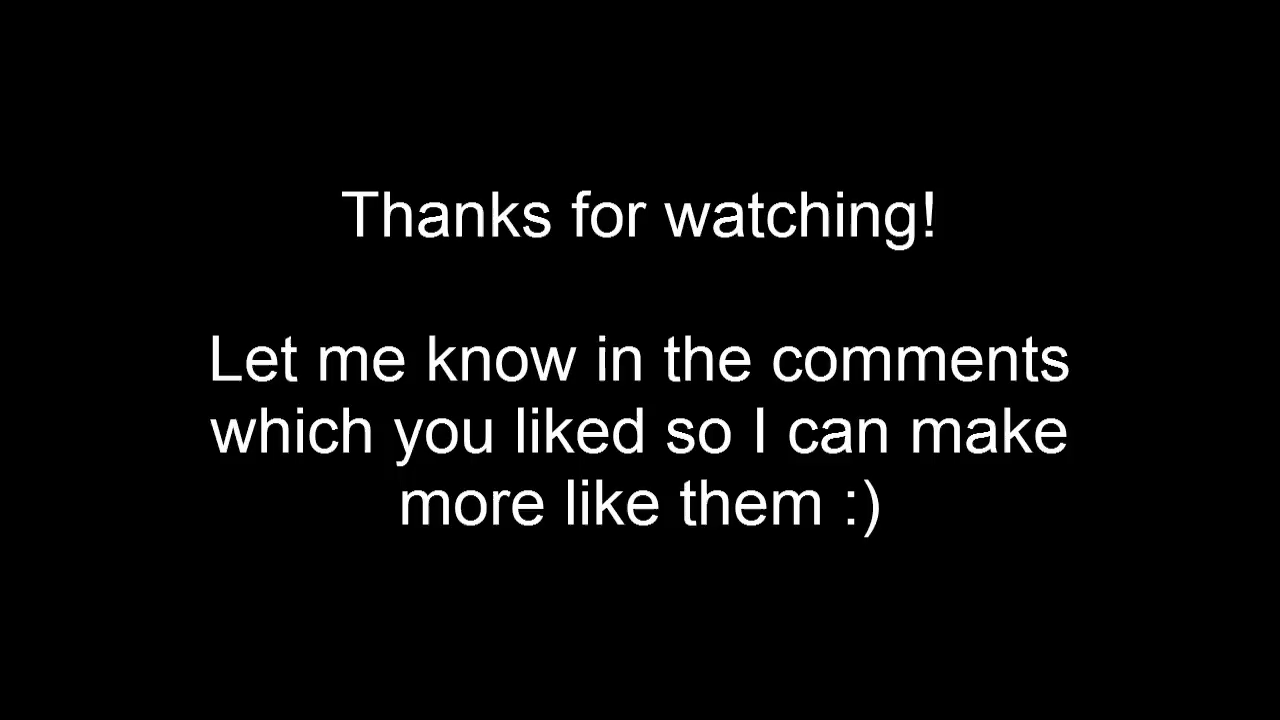 Thanks for watching!
Let me know in the comments
which you liked so I can make
more like them :)